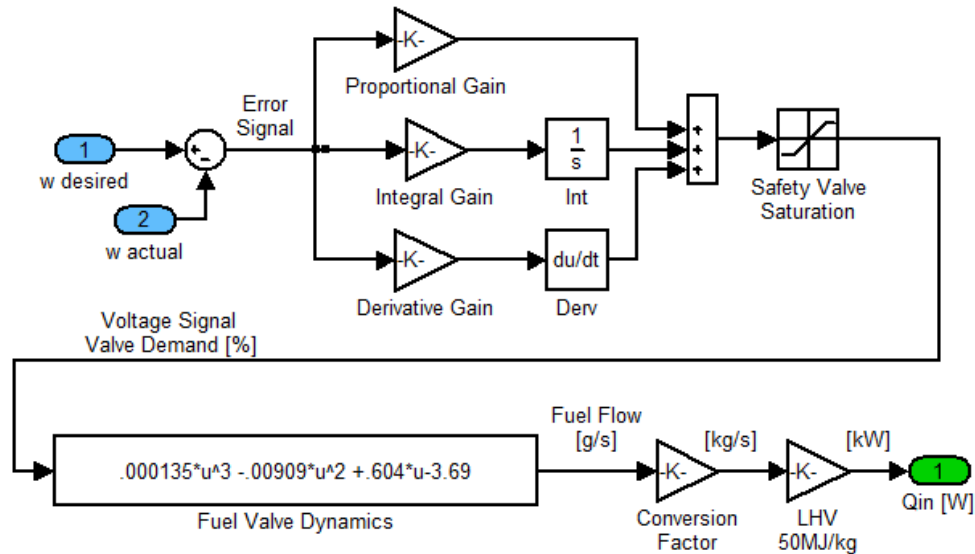 -K-
Proportional Gain
Error
Signal
1
w desired
+
-
2
w actual
-K-
Integral Gain
1
s
Int
-K-
Derivative Gain
du/dt
Derv
+
+
+
Safety Valve
Saturation
Voltage Signal
Valve Demand [%]
.000135*u^3 -.00909*u^2 +.604*u-3.69
Fuel Valve Dynamics
Fuel Flow
[g/s]
-K-
Conversion
Factor
[kg/s]
-K-
LHV
50MJ/kg
[kW]
1
Qin [W]